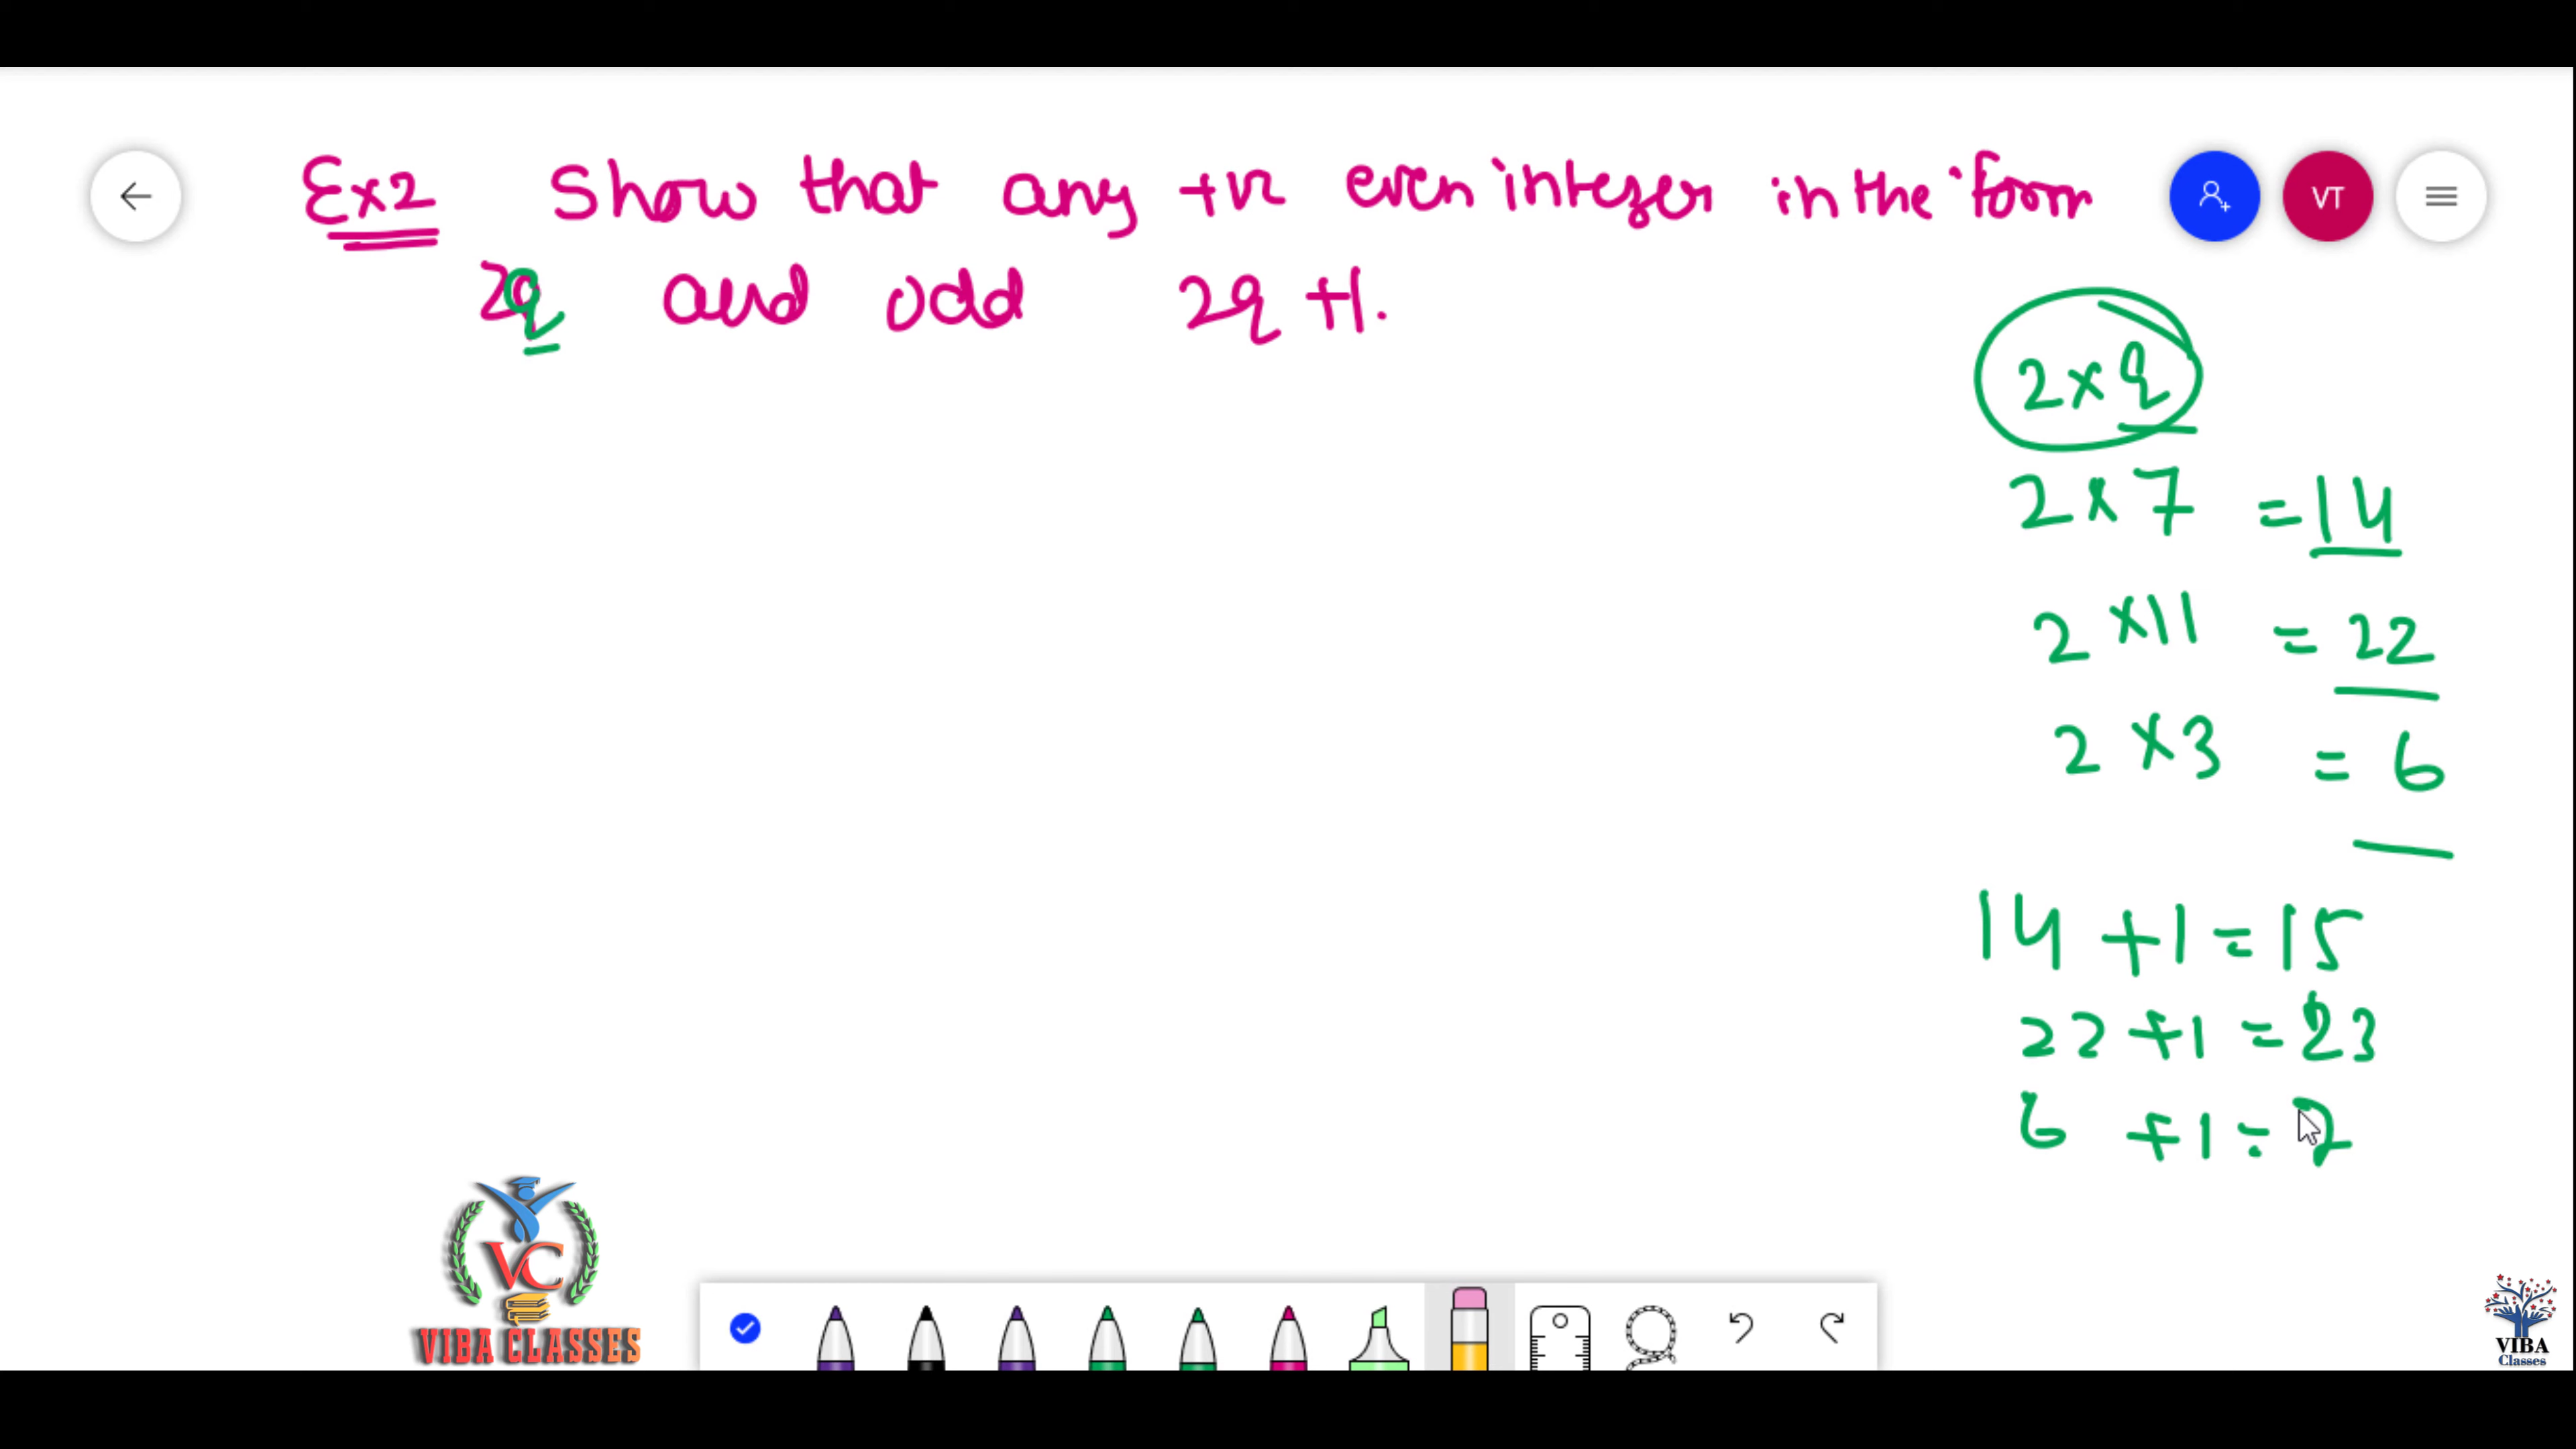 Ex2 Show that any +ve even integer in the form
2q and odd 2q +1.
VT
2×q
2×7 =14
2×11 = 22
2×3 = 6
14+1=15
22+1=23
6+1=
VC
VIBA CLASSES
VIBA
Classes